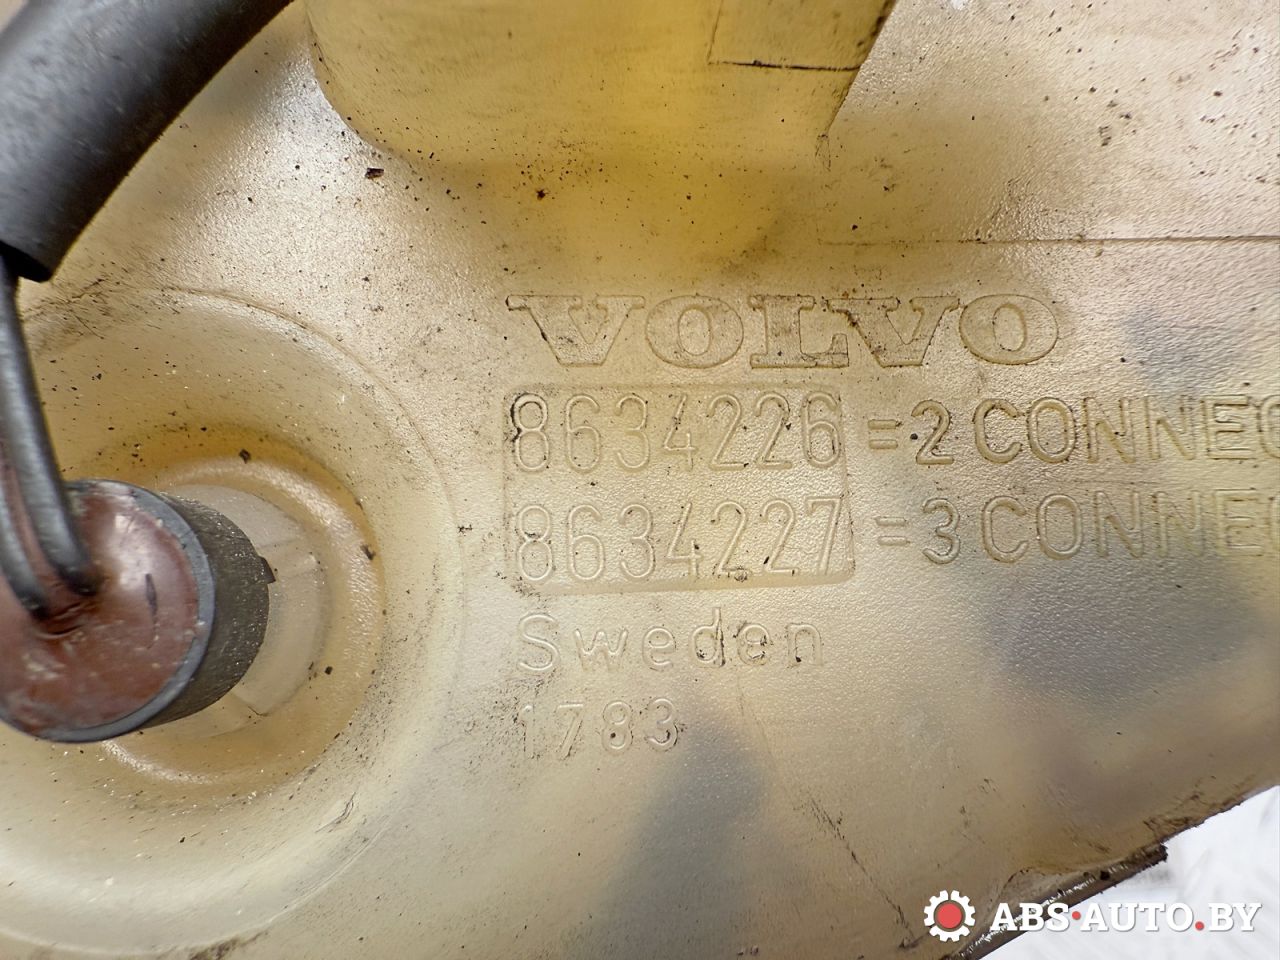 VOLVO
8634226 = 2 CONNEC
8634227 = 3 CONNEC
Sweden
1783
ABS·AUTO.BY